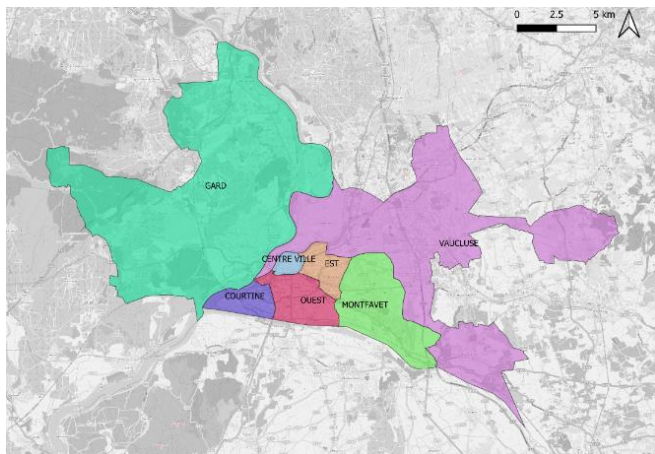 0 2.5 5 km
GARD
VAUCLUSE
CENTRE VILLE
EST
COURTINE
OUEST
MONTFAVET